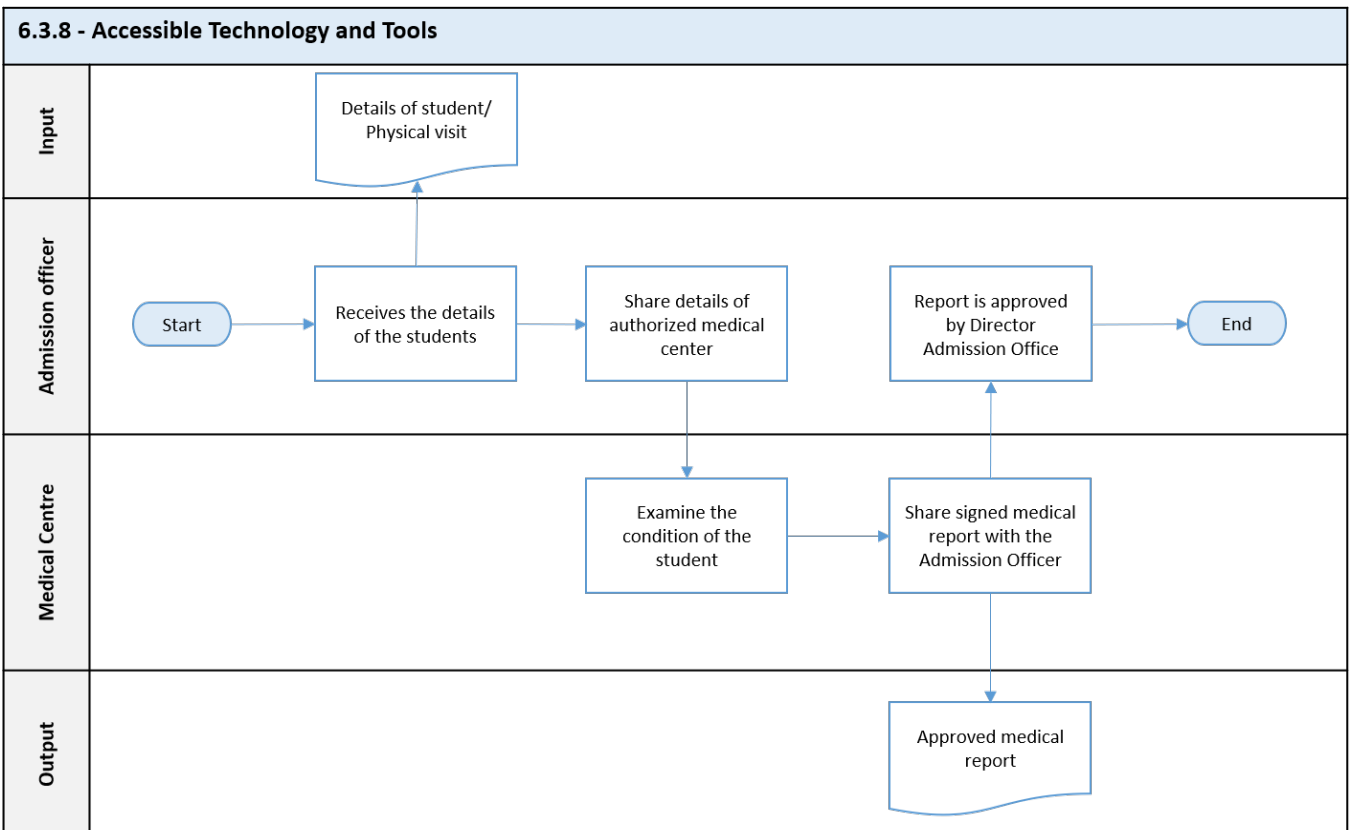 6.3.8 - Accessible Technology and Tools
Input
Details of student/
Physical visit
Admission officer
Start
Receives the details
of the students
Share details of
authorized medical
center
Report is approved
by Director
Admission Office
End
Medical Centre
Examine the
condition of the
student
Share signed medical
report with the
Admission Officer
Output
Approved medical
report